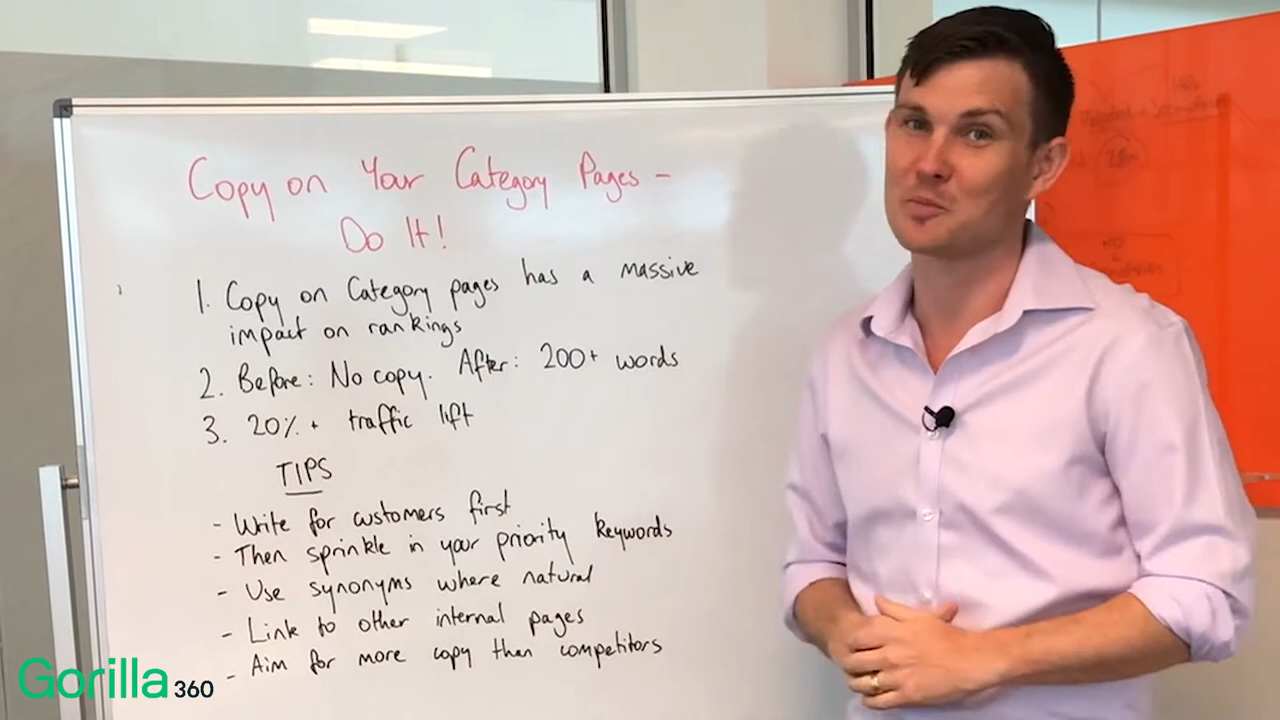 Copy on Your Category Pages -
Do It!
1. Copy on Category pages has a massive
impact on rankings
2. Before: No copy. After: 200+ words
3. 20%+ traffic lift
TIPS
- Write for customers first
- Then sprinkle in your priority keywords
- Use synonyms where natural
- Link to other internal pages
- Aim for more copy than competitors
Gorilla 360